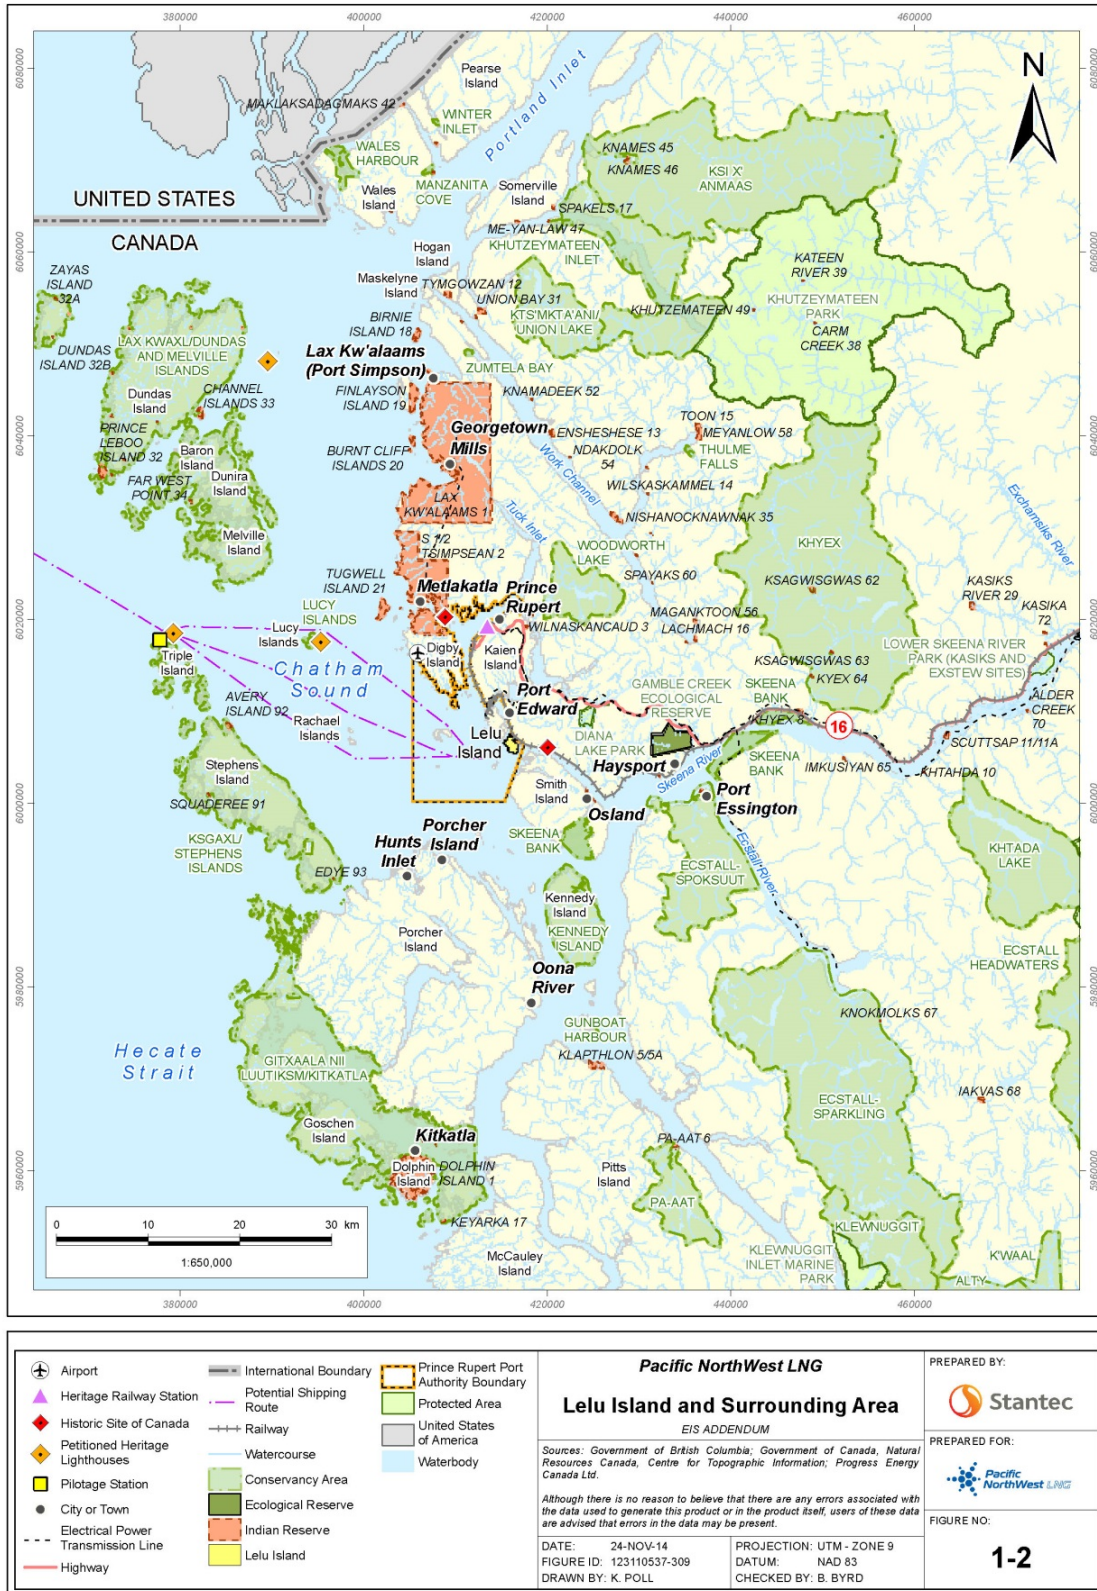 380000
400000
420000
440000
460000
6080000
6080000
Pearse
Island
Portland Inlet
N
MAKLAKSADAGMAKS 42
WINTER
INLET
WALES
HARBOUR
KNAMES 45
KNAMES 46
KSI X'
ANMAAS
MANZANITA
COVE
Wales
Island
Somerville
Island
SPAKELS 17
UNITED STATES
CANADA
ME-YAN-LAW 47
KHUTZEYMATEEN
INLET
6060000
6060000
Hogan
Island
KATEEN
RIVER 39
ZAYAS
ISLAND
32A
Maskelyne
Island
TYMGOWZAN 12
UNION BAY 31
KTS'MKTA'ANI/
UNION LAKE
KHUTZEMATEEN 49
KHUTZEYMATEEN
PARK
CARM
CREEK 38
BIRNIE
ISLAND 18
LAX KWAXL/DUNDAS
AND MELVILLE
ISLANDS
DUNDAS
ISLAND 32B
Lax Kw'alaams
(Port Simpson)
ZUMTELA BAY
Dundas
Island
CHANNEL
ISLANDS 33
FINLAYSON
ISLAND 19
KNAMADEEK 52
TOON 15
MEYANLOW 58
6040000
6040000
PRINCE
LEBOO
ISLAND 32
Baron
Island
Georgetown
Mills
ENSHESHESE 13
NDAKDOLK
54
THULME
FALLS
BURNT CLIFF
ISLANDS 20
FAR WEST
POINT 34
Dunira
Island
Work Channel
WILSKASKAMMEL 14
LAX
KW'ALAAMS 1
Tuck Inlet
NISHANOCKNAWNAK 35
Exchamsiks River
Melville
Island
S 1/2
TSIMPSEAN 2
WOODWORTH
LAKE
KHYEX
TUGWELL
ISLAND 21
SPAYAKS 60
KSAGWISGWAS 62
KASIKS
RIVER 29
KASIKA
72
Metlakatla
Prince
Rupert
LUCY
ISLANDS
MAGANKTOON 56
LACHMACH 16
WILNASKANCAUD 3
6020000
6020000
Lucy
Islands
Digby
Island
Kaien
Island
Triple
Island
Chatham
Sound
KSAGWISGWAS 63
KYEX 64
LOWER SKEENA RIVER
PARK (KASIKS AND
EXSTEW SITES)
AVERY
ISLAND 92
Port
Edward
GAMBLE CREEK
ECOLOGICAL
RESERVE
SKEENA
BANK
KHYEX 8
ALDER
CREEK
70
Rachael
Islands
Lelu
Island
DIANA
LAKE PARK
16
SCUTTSAP 11/11A
Stephens
Island
Haysport
Skeena River
SKEENA
BANK
IMKUSIYAN 65
KHTAHDA 10
SQUADEREE 91
Smith
Island
Osland
Port
Essington
6000000
6000000
KSGAXL/
STEPHENS
ISLANDS
Porcher
Island
SKEENA
BANK
Hunts
Inlet
EDYE 93
Ecstall River
ECSTALL-
SPOKSUUT
KHTADA
LAKE
Kennedy
Island
KENNEDY
ISLAND
Porcher
Island
ECSTALL
HEADWATERS
Oona
River
5980000
5980000
GUNBOAT
HARBOUR
KNOKMOLKS 67
Hecate
Strait
KLAPTHLON 5/5A
GITXAALA NII
LUUTIKSM/KITKATLA
ECSTALL-
SPARKLING
IAKVAS 68
Goschen
Island
Kitkatla
PA-AAT 6
Dolphin
Island
DOLPHIN
ISLAND 1
Pitts
Island
5960000
5960000
PA-AAT
KEYARKA 17
KLEWNUGGIT
0 10 20 30 km
1:650,000
McCauley
Island
KLEWNUGGIT
INLET MARINE
PARK
K'WAAL
ALTY
380000
400000
420000
440000
460000
Airport
Heritage Railway Station
Historic Site of Canada
Petitioned Heritage
Lighthouses
Pilotage Station
City or Town
Electrical Power
Transmission Line
Highway
International Boundary
Potential Shipping
Route
Railway
Watercourse
Conservancy Area
Ecological Reserve
Indian Reserve
Lelu Island
Prince Rupert Port
Authority Boundary
Protected Area
United States
of America
Waterbody
Pacific NorthWest LNG
Lelu Island and Surrounding Area
EIS ADDENDUM
Sources: Government of British Columbia; Government of Canada, Natural
Resources Canada, Centre for Topographic Information; Progress Energy
Canada Ltd.
Although there is no reason to believe that there are any errors associated with
the data used to generate this product or in the product itself, users of these data
are advised that errors in the data may be present.
DATE: 24-NOV-14
FIGURE ID: 123110537-309
DRAWN BY: K. POLL
PROJECTION: UTM - ZONE 9
DATUM: NAD 83
CHECKED BY: B. BYRD
PREPARED BY:
Stantec
PREPARED FOR:
Pacific
NorthWest LNG
FIGURE NO:
1-2